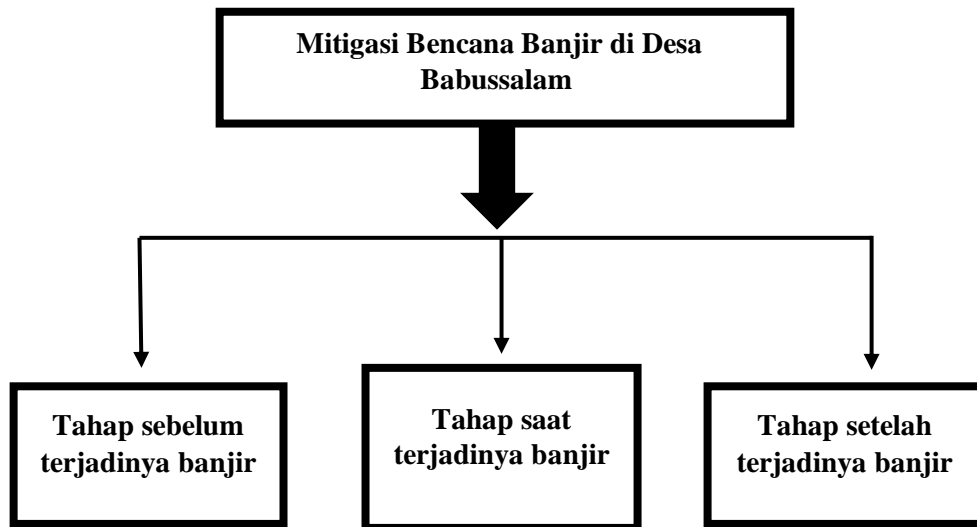 Mitigasi Bencana Banjir di Desa
Babussalam
Tahap sebelum
terjadinya banjir
Tahap saat
terjadinya banjir
Tahap setelah
terjadinya banjir